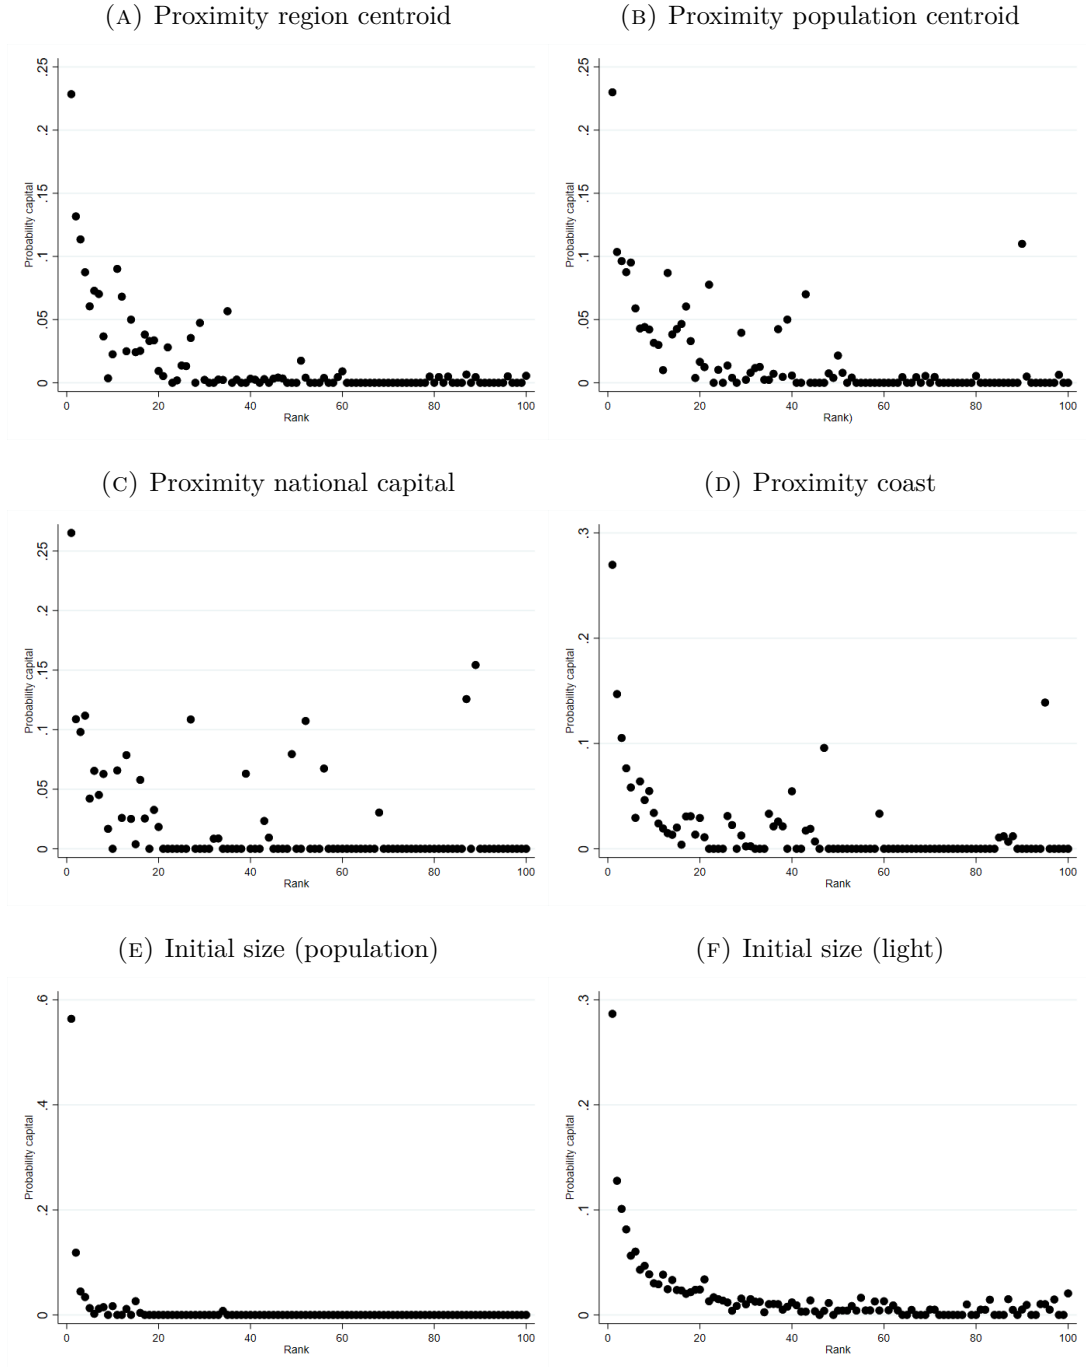 (A) Proximity region centroid
Probability capital
.25
.2
.15
.1
.05
0
0 20 40 60 80 100
Rank
(B) Proximity population centroid
Probability capital
.25
.2
.15
.1
.05
0
0 20 40 60 80 100
Rank)
(C) Proximity national capital
Probability capital
.25
.2
.15
.1
.05
0
0 20 40 60 80 100
Rank
(D) Proximity coast
Probability capital
.3
.2
.1
0
0 20 40 60 80 100
Rank
(E) Initial size (population)
Probability capital
.6
.4
.2
0
0 20 40 60 80 100
Rank
(F) Initial size (light)
Probability capital
.3
.2
.1
0
0 20 40 60 80 100
Rank